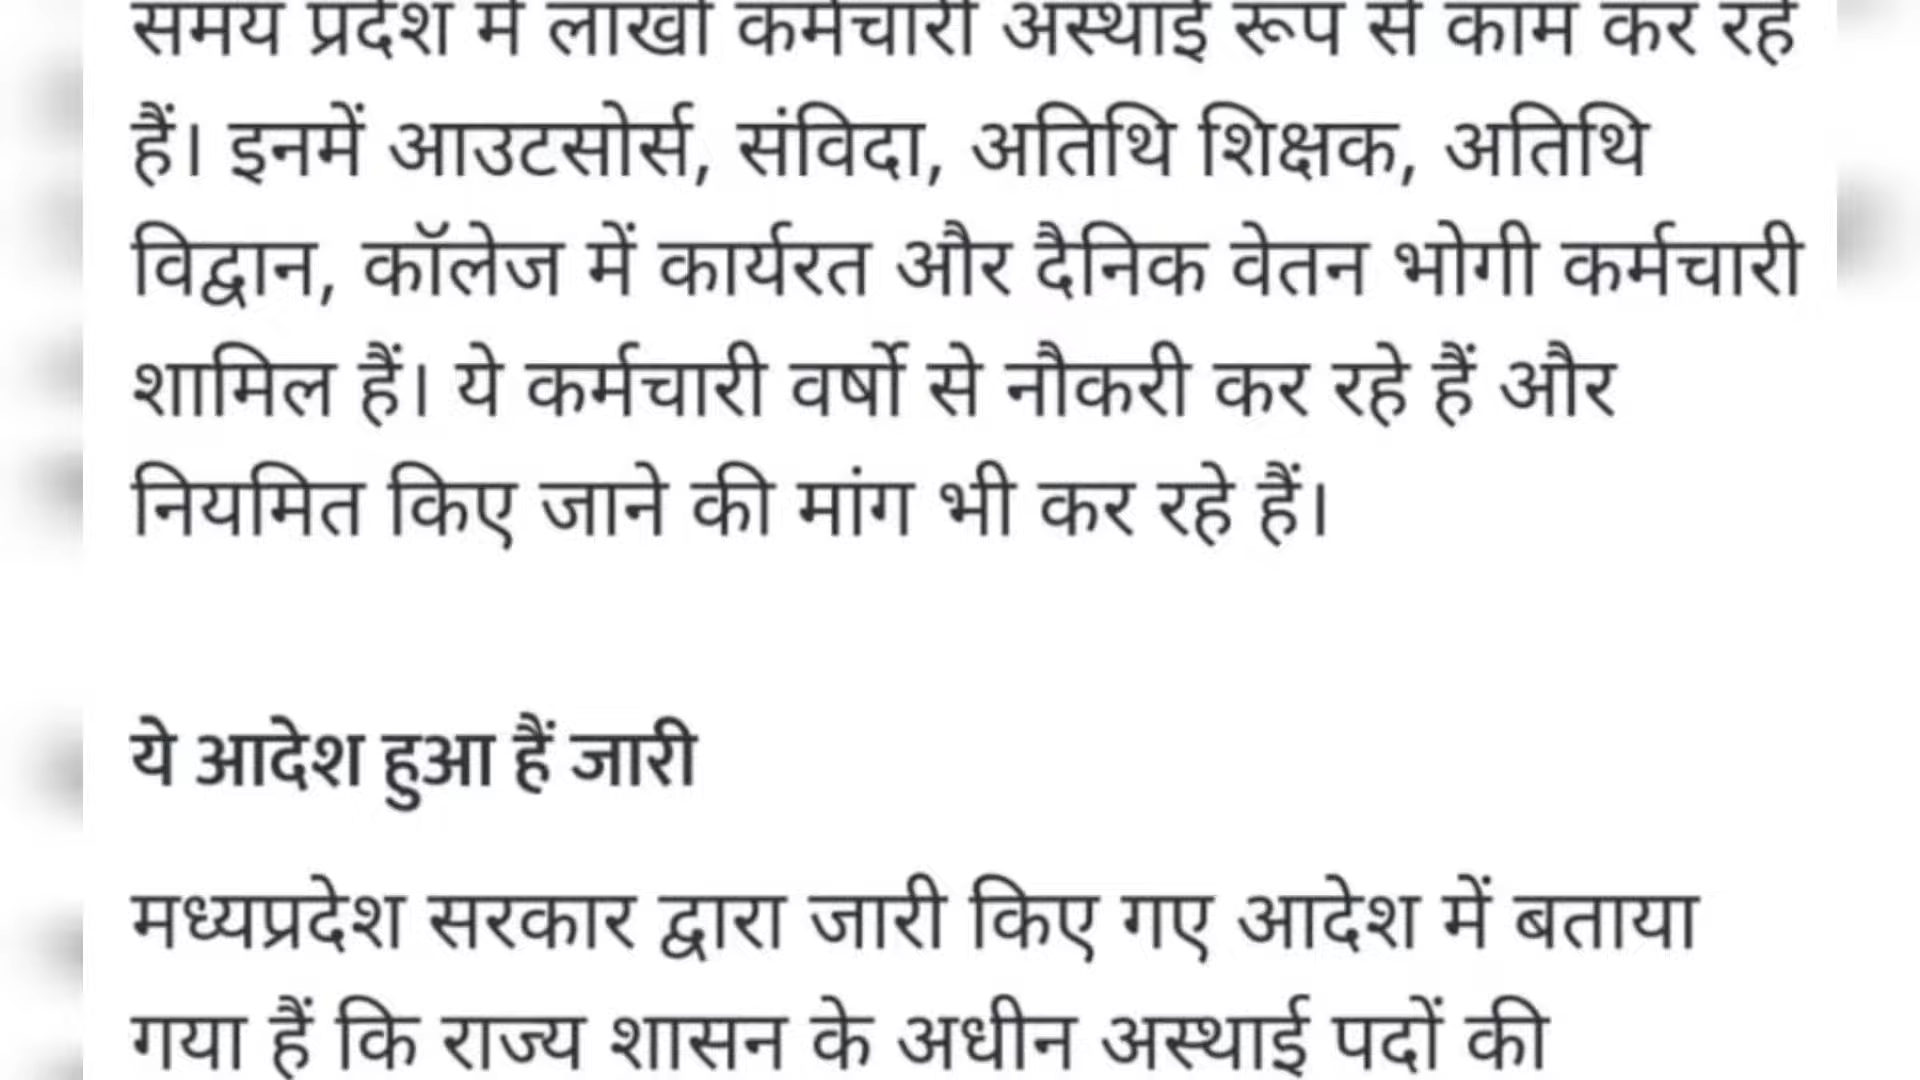 समय प्रदेश में लाखों कर्मचारी अस्थाई रूप से काम कर रहे
हैं। इनमें आउटसोर्स, संविदा, अतिथि शिक्षक, अतिथि
विद्वान, कॉलेज में कार्यरत और दैनिक वेतन भोगी कर्मचारी
शामिल हैं। ये कर्मचारी वर्षो से नौकरी कर रहे हैं और
नियमित किए जाने की मांग भी कर रहे हैं।
ये आदेश हुआ हैं जारी
मध्यप्रदेश सरकार द्वारा जारी किए गए आदेश में बताया
गया हैं कि राज्य शासन के अधीन अस्थाई पदों की